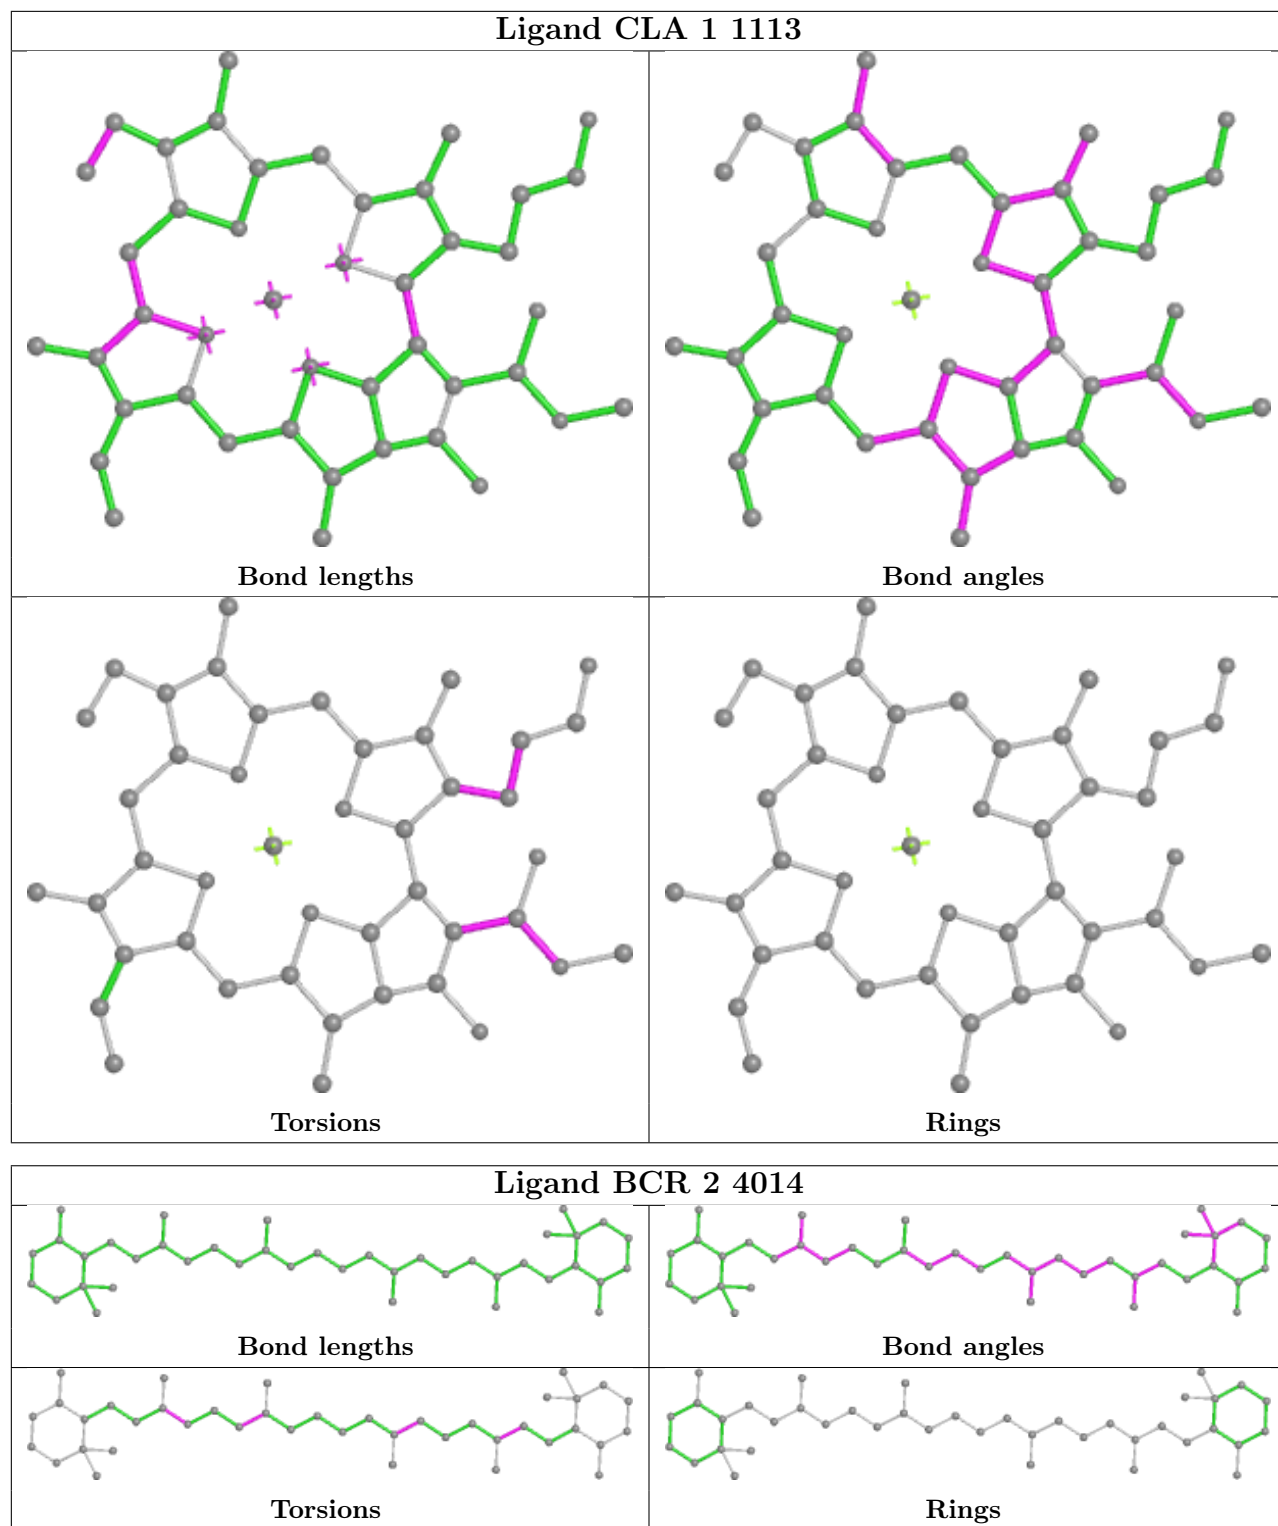 Ligand CLA 1 1113
Bond lengths
Bond angles
Torsions
Rings
Ligand BCR 2 4014
Bond lengths
Bond angles
Torsions
Rings